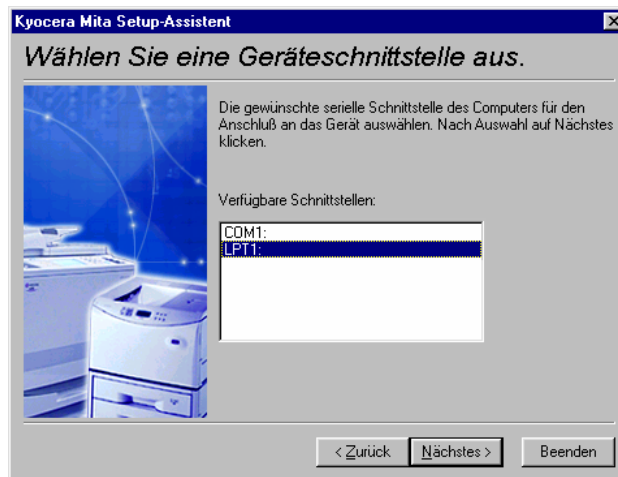 Kyocera Mita Setup-Assistent
Wählen Sie eine Geräteschnittstelle aus.
Die gewünschte serielle Schnittstelle des Computers für den
Anschluß an das Gerät auswählen. Nach Auswahl auf Nächstes
klicken.
Verfügbare Schnittstellen:
COM1:
LPT1:
< Zurück
Nächstes >
Beenden